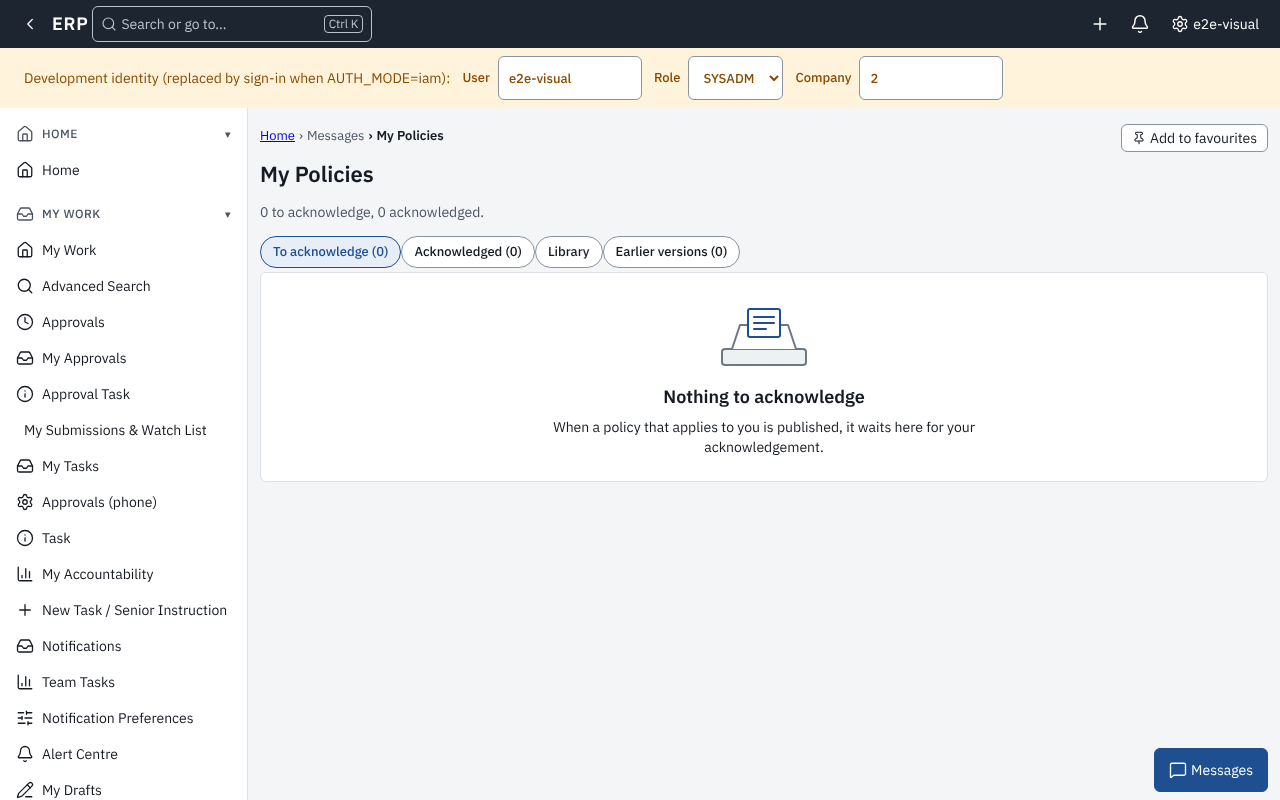 ERP
Search or go to...
Ctrl K
e2e-visual
Development identity (replaced by sign-in when AUTH_MODE=iam):
User
e2e-visual
Role
SYSADM
Company
2
HOME
Home
MY WORK
My Work
Advanced Search
Approvals
My Approvals
Approval Task
My Submissions & Watch List
My Tasks
Approvals (phone)
Task
My Accountability
New Task / Senior Instruction
Notifications
Team Tasks
Notification Preferences
Alert Centre
My Drafts
Home › Messages › My Policies
Add to favourites
My Policies
0 to acknowledge, 0 acknowledged.
To acknowledge (0)
Acknowledged (0)
Library
Earlier versions (0)
Nothing to acknowledge
When a policy that applies to you is published, it waits here for your
acknowledgement.
Messages